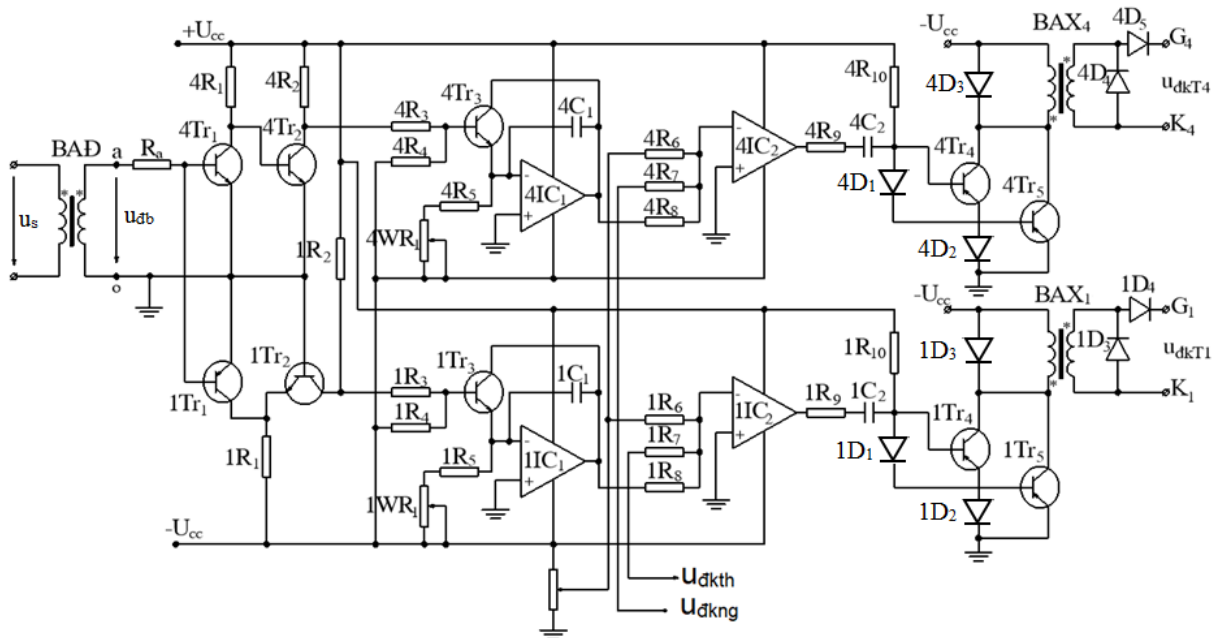 +Ucc
-Ucc
BAX4
4D5
G4
4R1
4R2
4Tr3
4C1
4R10
4D3
4D4
uđkT4
4Tr1
4Tr2
4R3
4R4
4R6
4IC2
4R9
4C2
4Tr4
K4
BAĐ
a
Ra
4R5
4IC1
4R7
4D1
4Tr5
us
uđb
1R2
4WR1
4R8
4D2
o
-Ucc
BAX1
1D4
G1
1Tr2
1Tr3
1C1
1R10
1D3
1D3
uđkT1
1Tr1
1R3
1R4
1R6
1IC2
1R9
1C2
1Tr4
K1
1R1
1R5
1IC1
1R7
1D1
1Tr5
1WR1
1R8
1D2
-Ucc
uđkth
uđkng